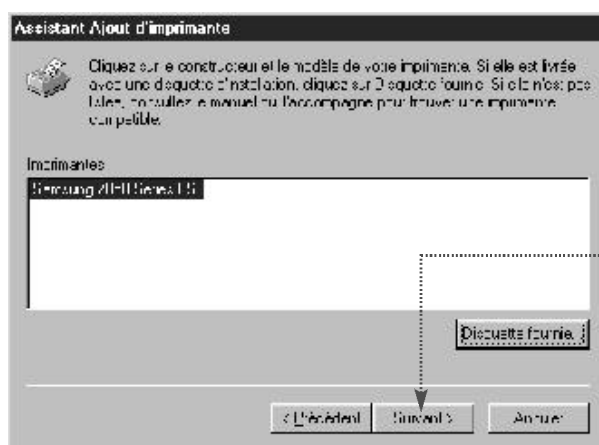 Assistant Ajout d'imprimante
Cliquez sur le constructeur et le modèle de votre imprimante. Si elle est livrée
avec une disquette d'installation, cliquez sur Disquette fournie. Si elle n'est pas
listée, consultez le manuel qui l'accompagne pour trouver une imprimante
compatible.
Imprimantes
Samsung Series
Disquette fournie...
< Précédent
Suivant >
Annuler